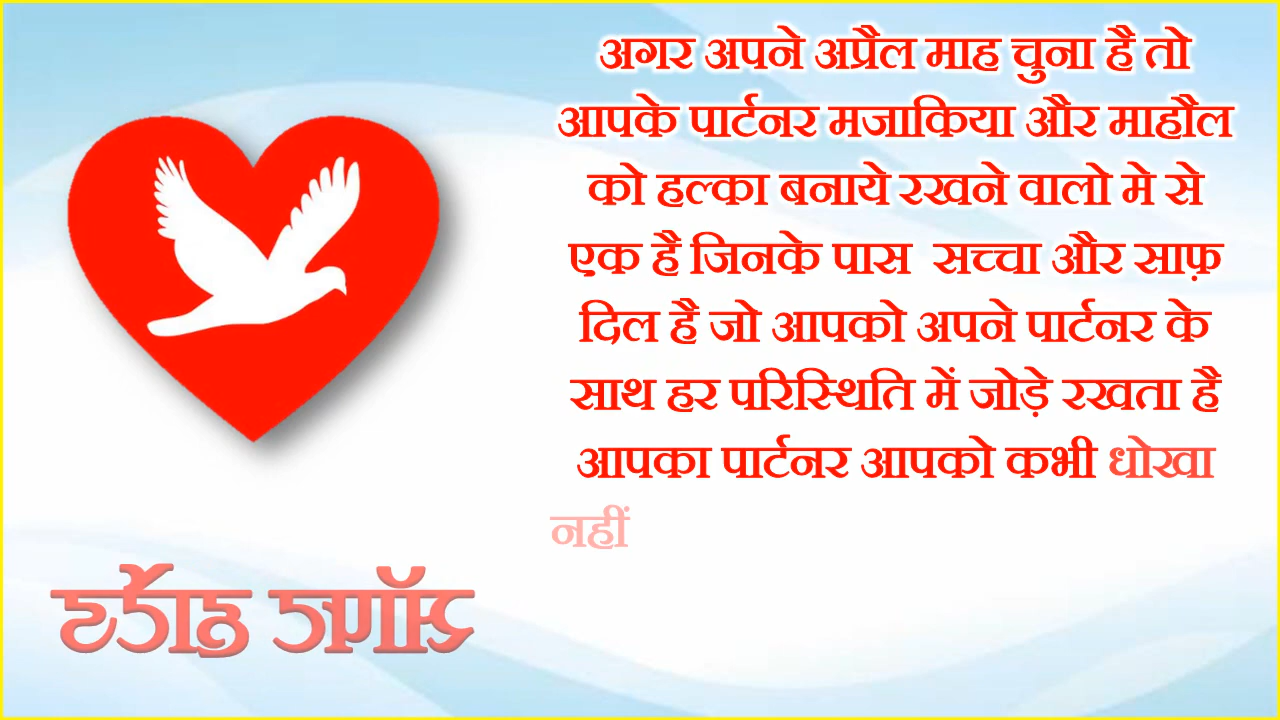 अगर अपने अप्रैल माह चुना है तो
आपके पार्टनर मजाकिया और माहौल
को हल्का बनाये रखने वालो मे से
एक है जिनके पास सच्चा और साफ़
दिल है जो आपको अपने पार्टनर के
साथ हर परिस्थिति में जोड़े रखता है
आपका पार्टनर आपको कभी धोखा
नहीं